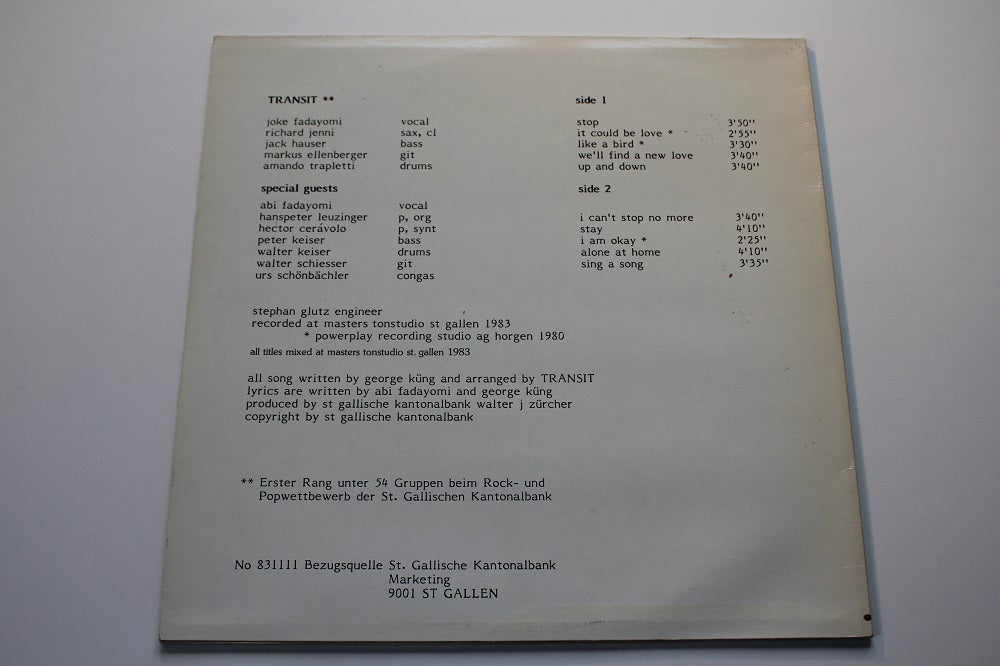 TRANSIT **
joke fadayomi vocal
richard jenni sax, cl
jack hauser bass
markus ellenberger git
amando trapletti drums
special guests
abi fadayomi vocal
hanspeter leuzinger p, org
hector cerávolo p, synt
peter keiser bass
walter keiser drums
walter schiesser git
urs schönbächler congas
side 1
stop 3'50''
it could be love * 2'55''
like a bird * 3'30''
we'll find a new love 3'40''
up and down 3'40''
side 2
i can't stop no more 3'40''
stay 4'10''
i am okay * 2'25''
alone at home 4'10''
sing a song 3'35''
stephan glutz engineer
recorded at masters tonstudio st gallen 1983
* powerplay recording studio ag horgen 1980
all titles mixed at masters tonstudio st. gallen 1983
all song written by george küng and arranged by TRANSIT
lyrics are written by abi fadayomi and george küng
produced by st gallische kantonalbank walter j zürcher
copyright by st gallische kantonalbank
** Erster Rang unter 54 Gruppen beim Rock- und
Popwettbewerb der St. Gallischen Kantonalbank
No 831111 Bezugsquelle St. Gallische Kantonalbank
Marketing
9001 ST GALLEN